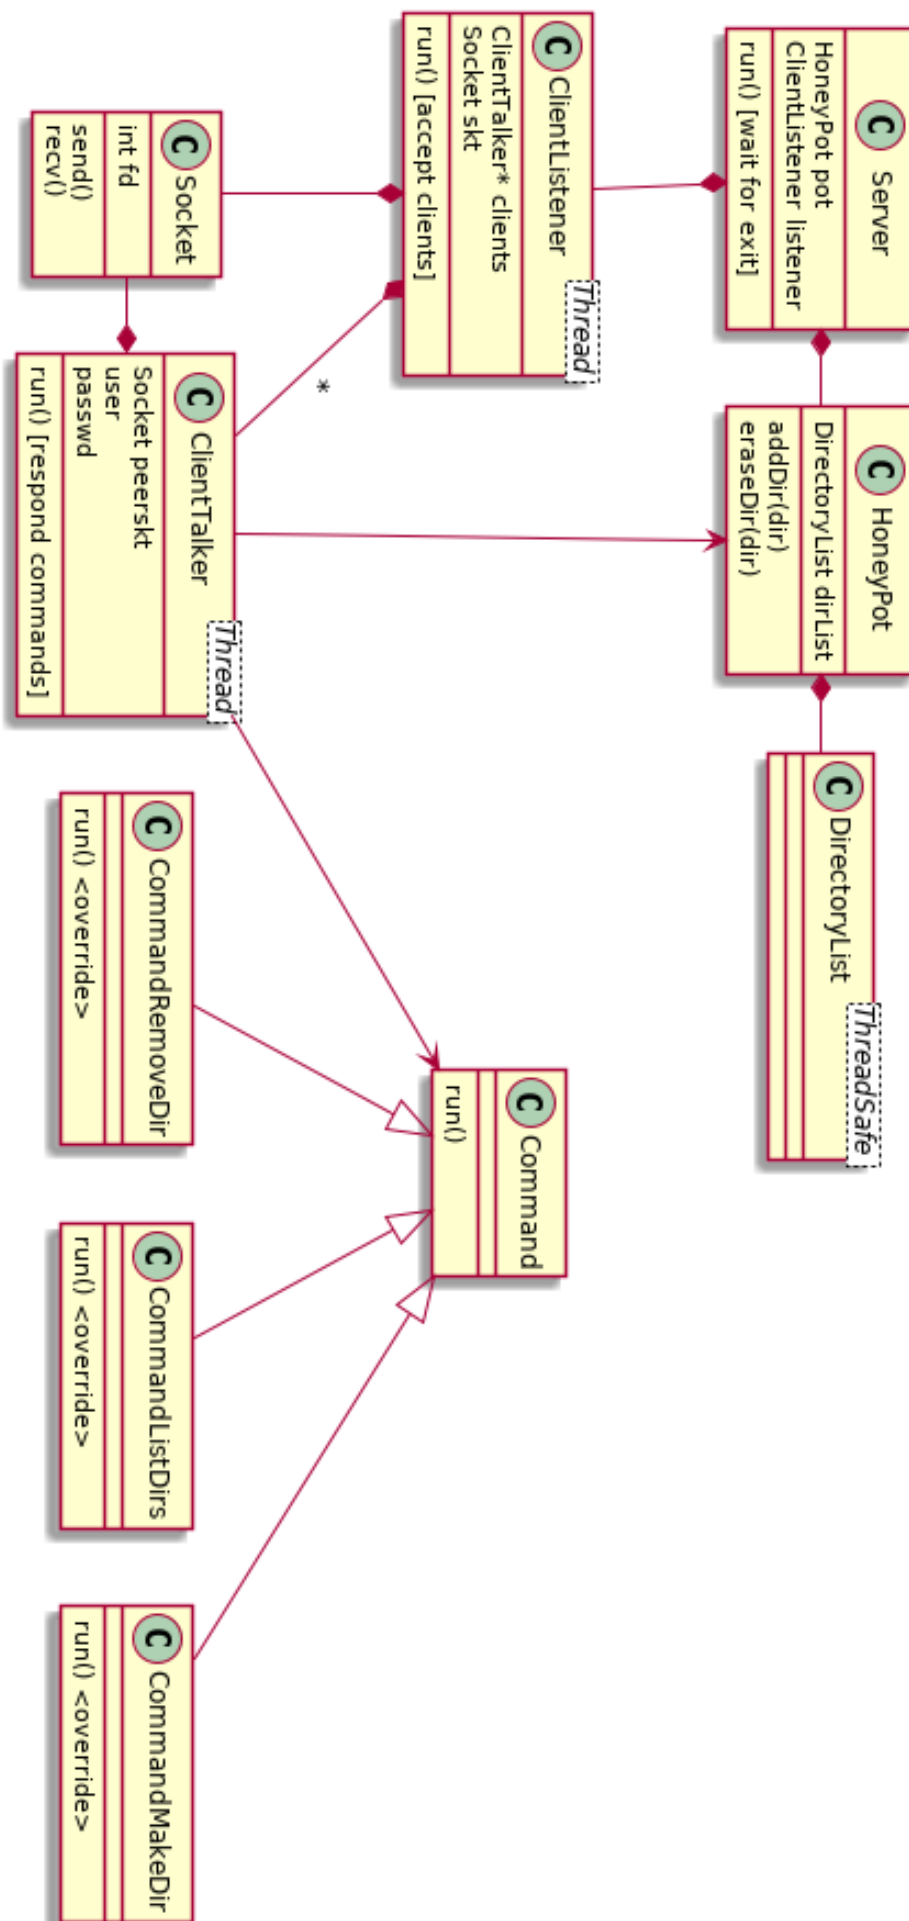 C Server
HoneyPot pot
ClientListener listener
run() [wait for exit]
C HoneyPot
DirectoryList dirList
addDir(dir)
eraseDir(dir)
C DirectoryList
ThreadSafe
C ClientListener
Thread
ClientTalker* clients
Socket skt
run() [accept clients]
*
C Socket
int fd
send()
recv()
C ClientTalker
Thread
Socket peerskt
user
passwd
run() [respond commands]
C Command
run()
C CommandRemoveDir
run() <override>
C CommandListDirs
run() <override>
C CommandMakeDir
run() <override>